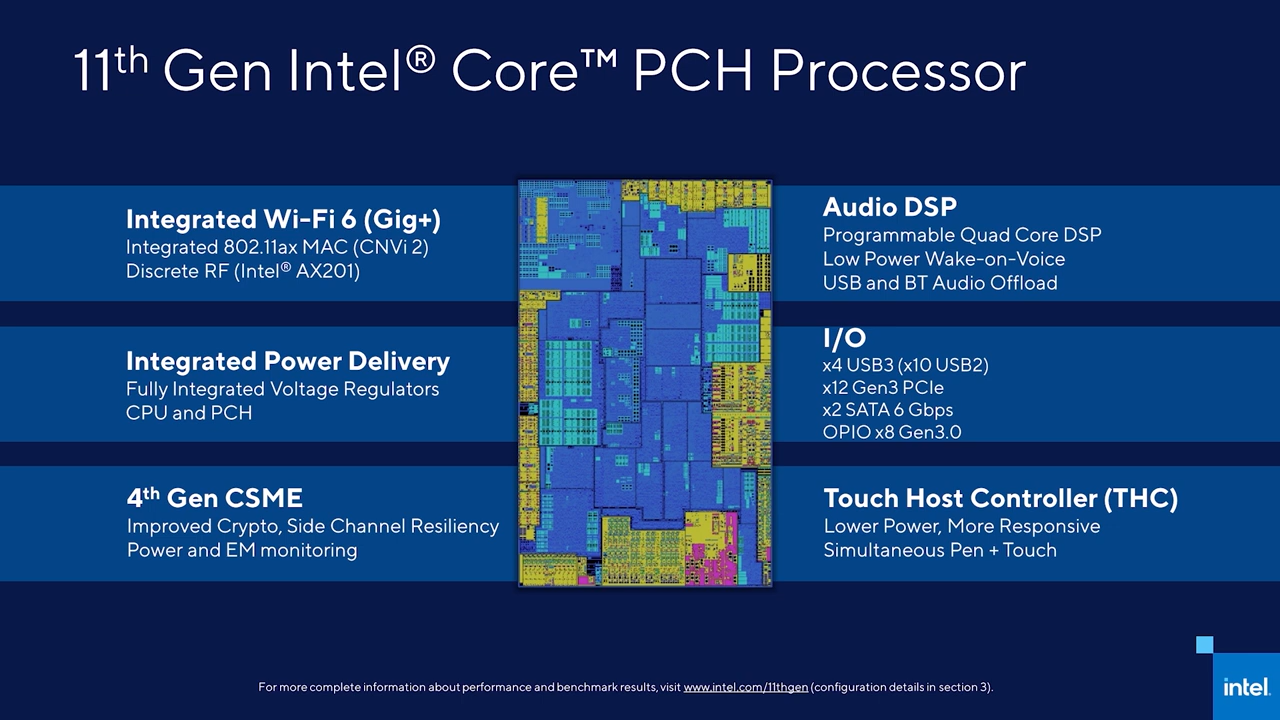 11th Gen Intel® Core™ PCH Processor
Integrated Wi-Fi 6 (Gig+)
Integrated 802.11ax MAC (CNVi 2)
Discrete RF (Intel® AX201)
Integrated Power Delivery
Fully Integrated Voltage Regulators
CPU and PCH
4th Gen CSME
Improved Crypto, Side Channel Resiliency
Power and EM monitoring
Audio DSP
Programmable Quad Core DSP
Low Power Wake-on-Voice
USB and BT Audio Offload
I/O
x4 USB3 (x10 USB2)
x12 Gen3 PCIe
x2 SATA 6 Gbps
OPIO x8 Gen3.0
Touch Host Controller (THC)
Lower Power, More Responsive
Simultaneous Pen + Touch
For more complete information about performance and benchmark results, visit www.intel.com/11thgen (configuration details in section 3).
intel.